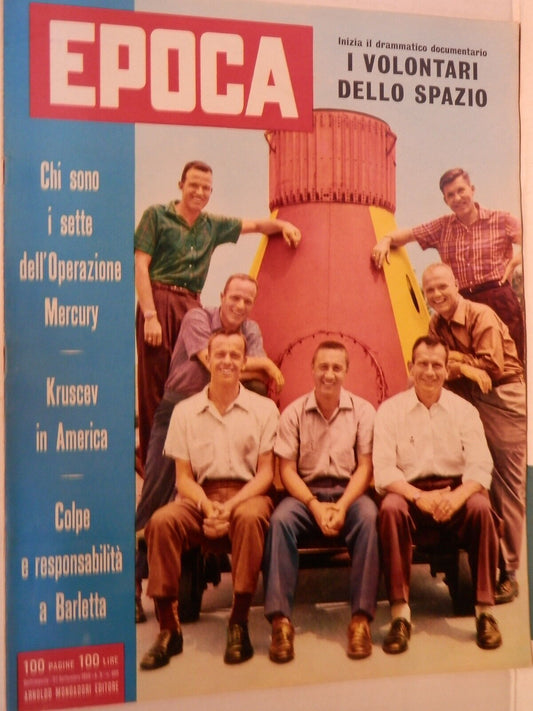 EPOCA
Inizia il drammatico documentario
I VOLONTARI
DELLO SPAZIO
Chi sono
i sette
dell'Operazione
Mercury
Kruscev
in America
Colpe
e responsabilità
a Barletta
100 PAGINE 100 LIRE
ARNOLDO MONDADORI EDITORE